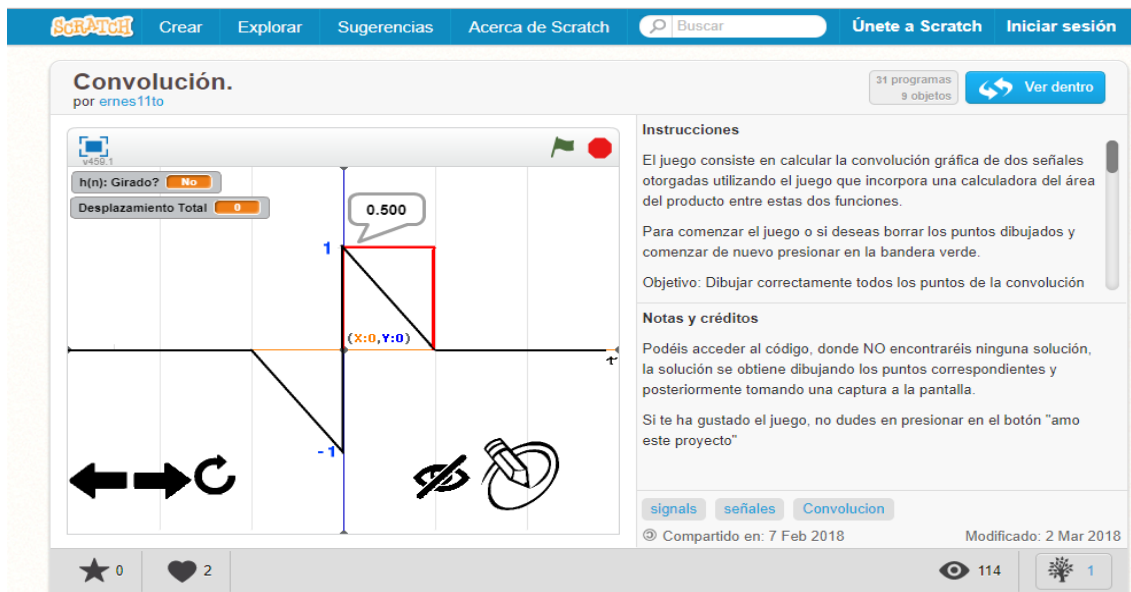 SCRATCH Crear Explorar Sugerencias Acerca de Scratch Buscar Únete a Scratch Iniciar sesión
Convolución.
por ernes11to
31 programas
9 objetos
Ver dentro
v459.1
h(n): Girado? No
Desplazamiento Total 0
0.500
1
(X:0,Y:0)
τ
-1
Instrucciones
El juego consiste en calcular la convolución gráfica de dos señales
otorgadas utilizando el juego que incorpora una calculadora del área
del producto entre estas dos funciones.
Para comenzar el juego o si deseas borrar los puntos dibujados y
comenzar de nuevo presionar en la bandera verde.
Objetivo: Dibujar correctamente todos los puntos de la convolución
Notas y créditos
Podéis acceder al código, donde NO encontraréis ninguna solución,
la solución se obtiene dibujando los puntos correspondientes y
posteriormente tomando una captura a la pantalla.
Si te ha gustado el juego, no dudes en presionar en el botón "amo
este proyecto"
signals señales Convolucion
Compartido en: 7 Feb 2018 Modificado: 2 Mar 2018
0 2 114 1